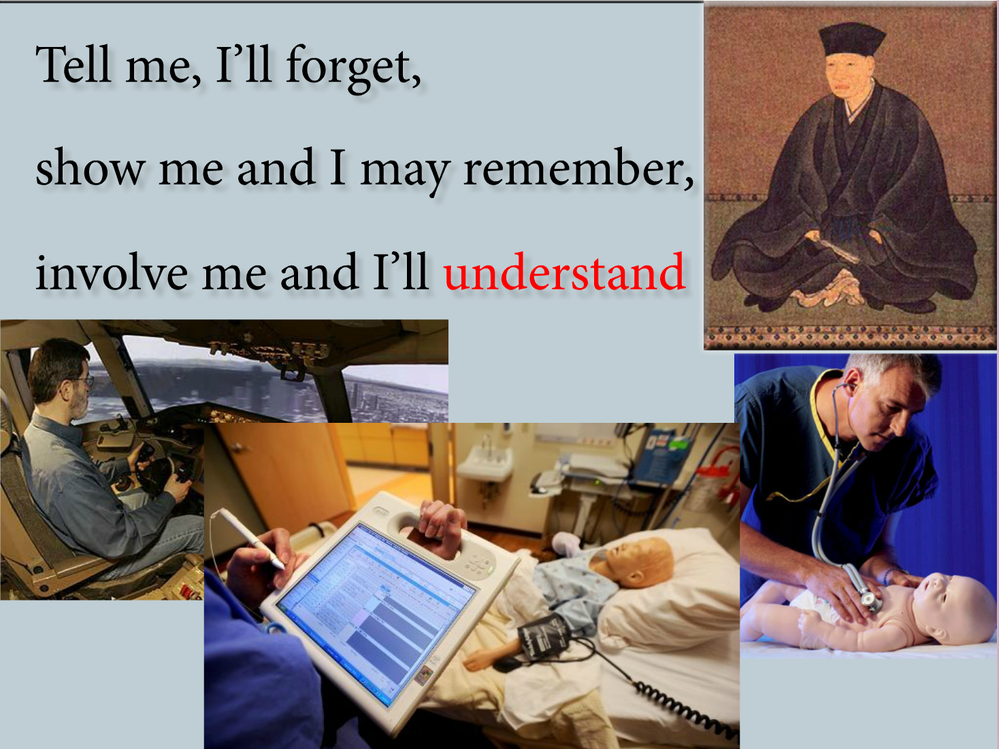 Tell me, I’ll forget,
show me and I may remember,
involve me and I’ll understand